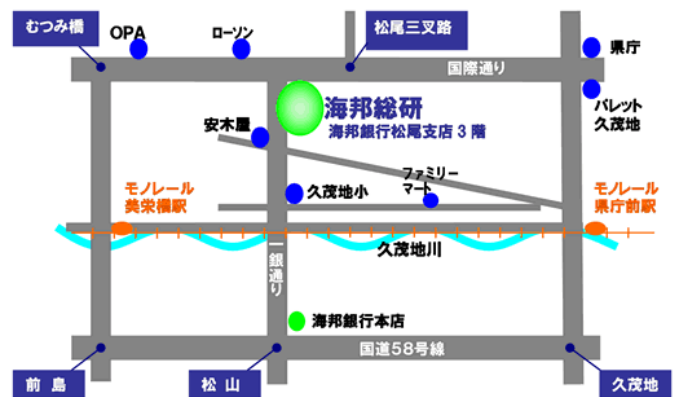 むつみ橋
OPA
ローソン
松尾三叉路
県庁
国際通り
パレット
久茂地
海邦総研
海邦銀行松尾支店3階
安木屋
ファミリー
マート
久茂地小
モノレール
美栄橋駅
モノレール
県庁前駅
久茂地川
一銀通り
海邦銀行本店
国道58号線
前島
松山
久茂地